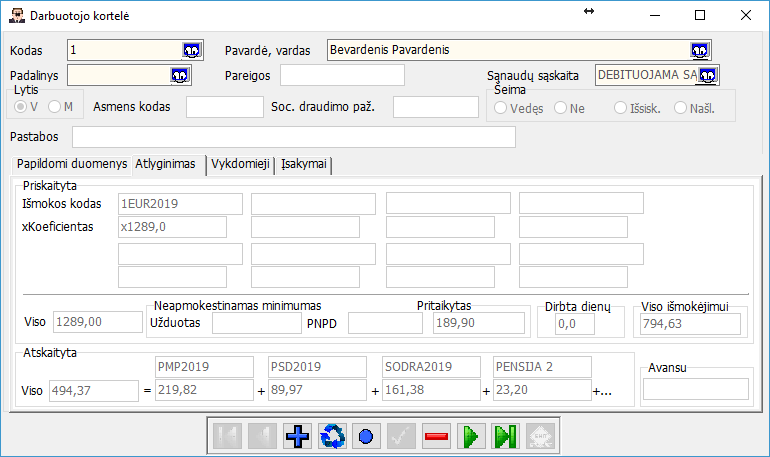 Darbuotojo kortelė
Kodas 1 Pavardė, vardas Bevardenis Pavardenis
Padalinys Pareigos Sąnaudų sąskaita DEBITUOJAMA SĄ
Lytis Šeima
V M Asmens kodas Soc. draudimo paž. Vedęs Ne Išsisk. Našl.
Pastabos
Papildomi duomenys Atlyginimas Vykdomieji Įsakymai
Priskaityta
Išmokos kodas 1EUR2019
xKoeficientas x1289,0
Neapmokestinamas minimumas Pritaikytas Dirbta dienų Viso išmokėjimui
Viso 1289,00 Užduotas PNPD 189,90 0,0 794,63
Atskaityta
PMP2019 PSD2019 SODRA2019 PENSIJA 2 Avansu
Viso 494,37 = 219,82 + 89,97 + 161,38 + 23,20 +...